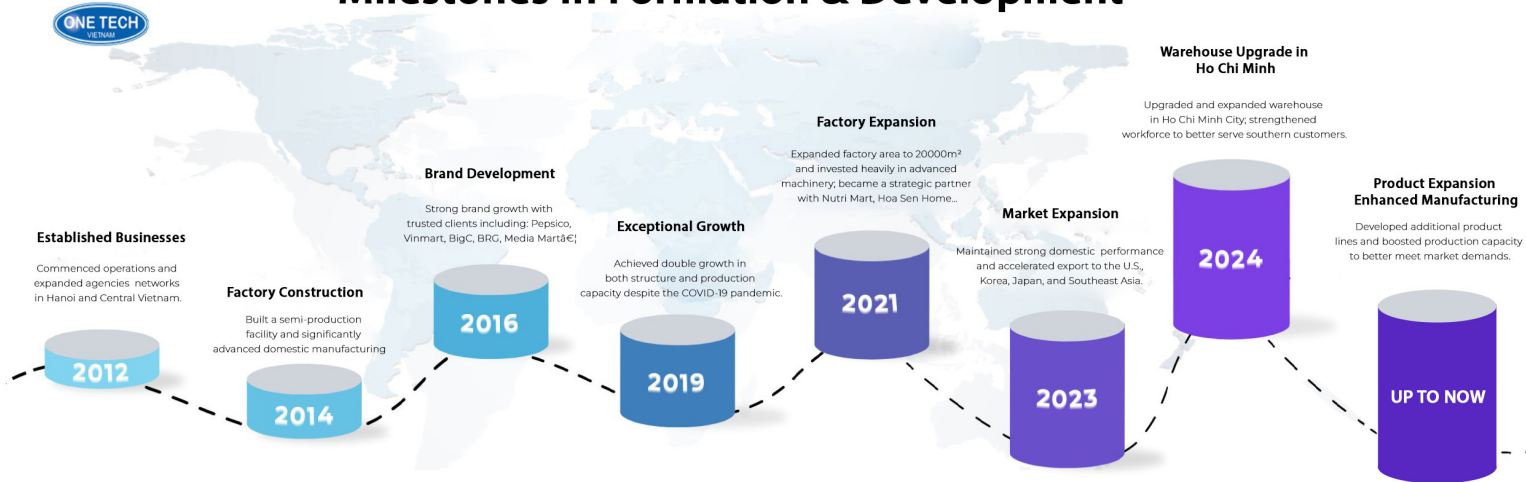 Milestones in Formation & Development
ONE TECH
VIETNAM
Established Businesses
Commenced operations and
expanded agencies networks
in Hanoi and Central Vietnam.
2012
Factory Construction
Built a semi-production
facility and significantly
advanced domestic manufacturing
2014
Brand Development
Strong brand growth with
trusted clients including: Pepsico,
Vinmart, BigC, BRG, Media Martâ€¦
2016
Exceptional Growth
Achieved double growth in
both structure and production
capacity despite the COVID-19 pandemic.
2019
Factory Expansion
Expanded factory area to 20000m²
and invested heavily in advanced
machinery; became a strategic partner
with Nutri Mart, Hoa Sen Home...
2021
Market Expansion
Maintained strong domestic performance
and accelerated export to the U.S.,
Korea, Japan, and Southeast Asia.
2023
Warehouse Upgrade in
Ho Chi Minh
Upgraded and expanded warehouse
in Ho Chi Minh City; strengthened
workforce to better serve southern customers.
2024
Product Expansion
Enhanced Manufacturing
Developed additional product
lines and boosted production capacity
to better meet market demands.
UP TO NOW